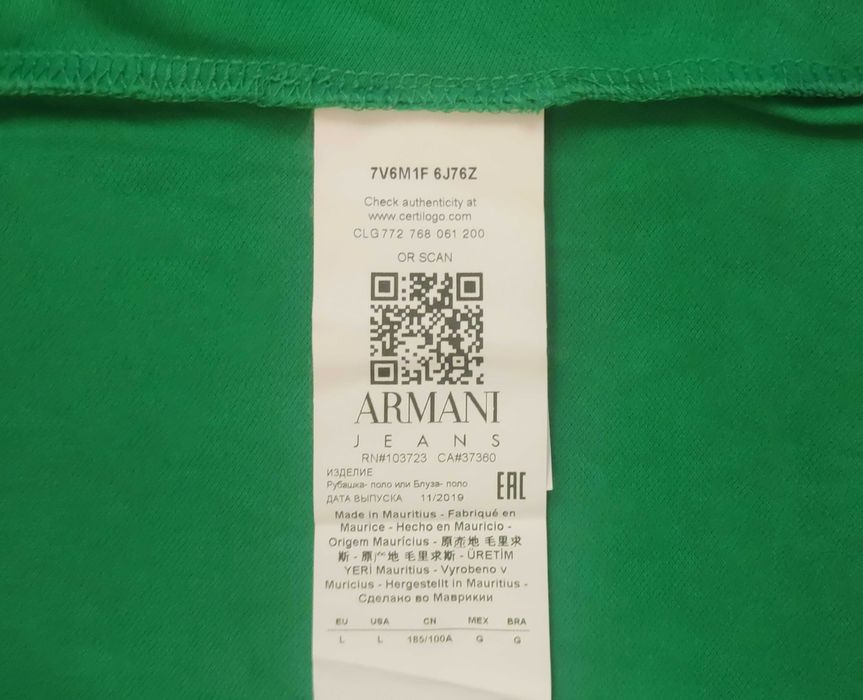 7V6M1F 6J76Z
Check authenticity at
www.certilogo.com
CLG772 768 061 200
OR SCAN
ARMANI
JEANS
RN#103723 CA#37360
ИЗДЕЛИЕ
Рубашка- поло или Блуза- поло
ДАТА ВЫПУСКА 11/2019
EAC
Made in Mauritius - Fabriqué en
Maurice - Hecho en Mauricio -
Origem Maurícius - 原产地 毛里求
斯 - 原 地 毛里求斯 - ÜRETİM
YERİ Mauritius - Vyrobeno v
Muricius - Hergestellt in Mauritius -
Сделано во Маврикии
EU USA CN MEX BRA
L L 185/100A G G